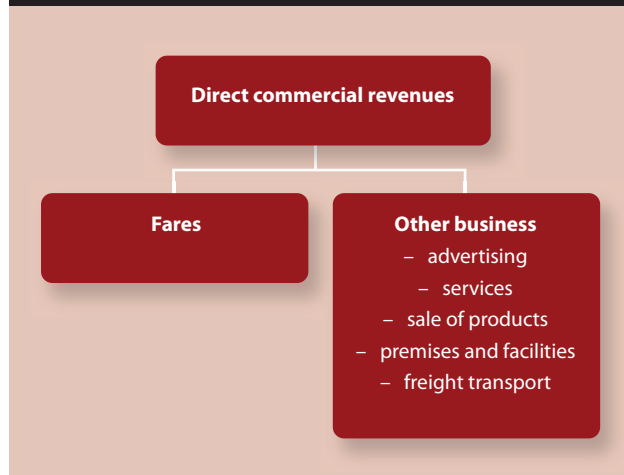 Direct commercial revenues
Fares
Other business
– advertising
– services
– sale of products
– premises and facilities
– freight transport